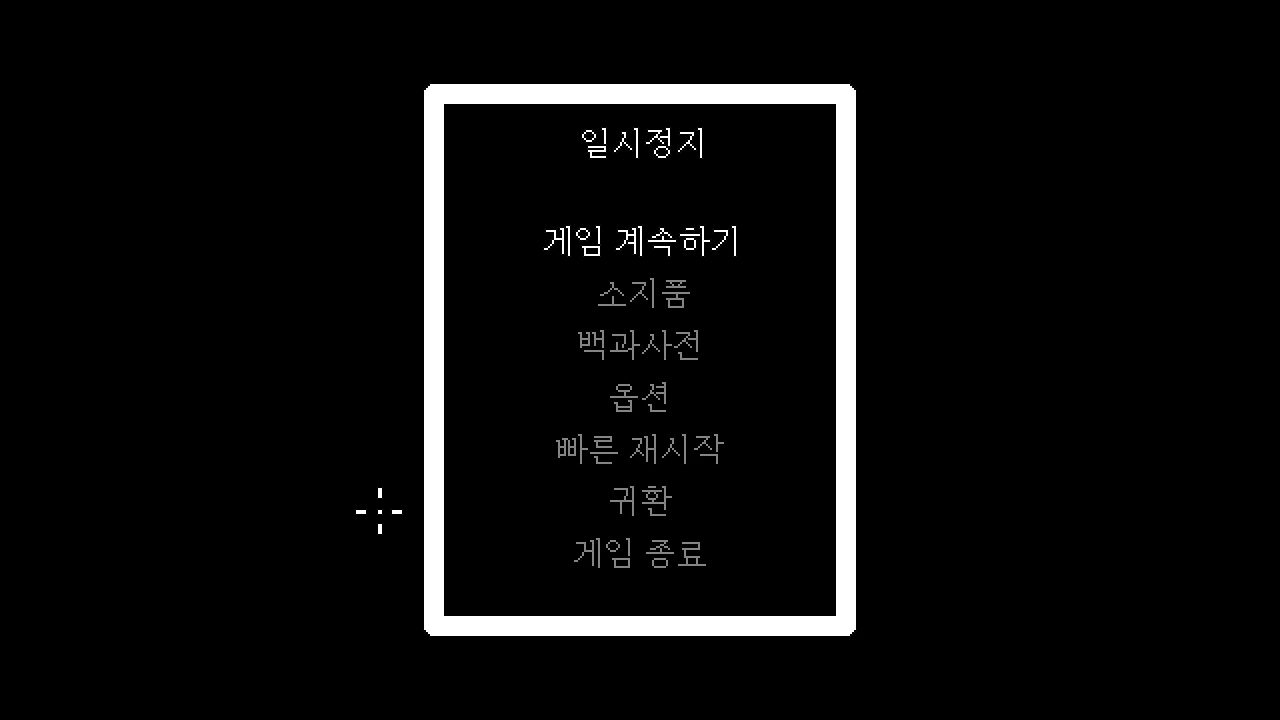 일시정지
게임 계속하기
소지품
백과사전
옵션
빠른 재시작
귀환
게임 종료